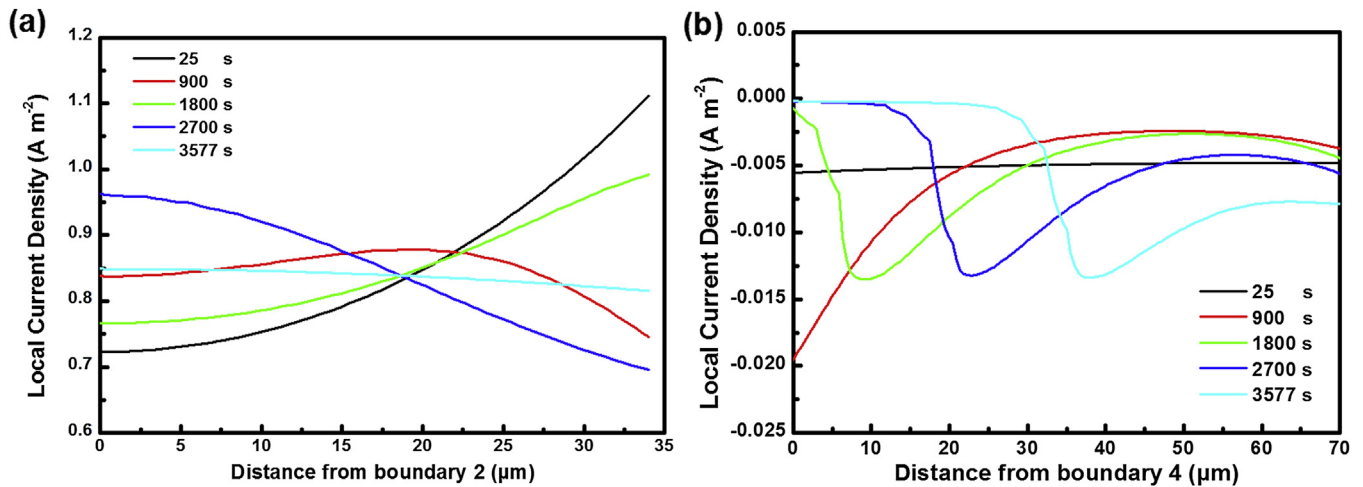 (a)
1.2
1.1
1.0
0.9
0.8
0.7
0.6
Local Current Density (A m⁻²)
25 s
900 s
1800 s
2700 s
3577 s
0 5 10 15 20 25 30 35
Distance from boundary 2 (µm)
(b)
0.005
0.000
-0.005
-0.010
-0.015
-0.020
-0.025
Local Current Density (A m⁻²)
25 s
900 s
1800 s
2700 s
3577 s
0 10 20 30 40 50 60 70
Distance from boundary 4 (µm)